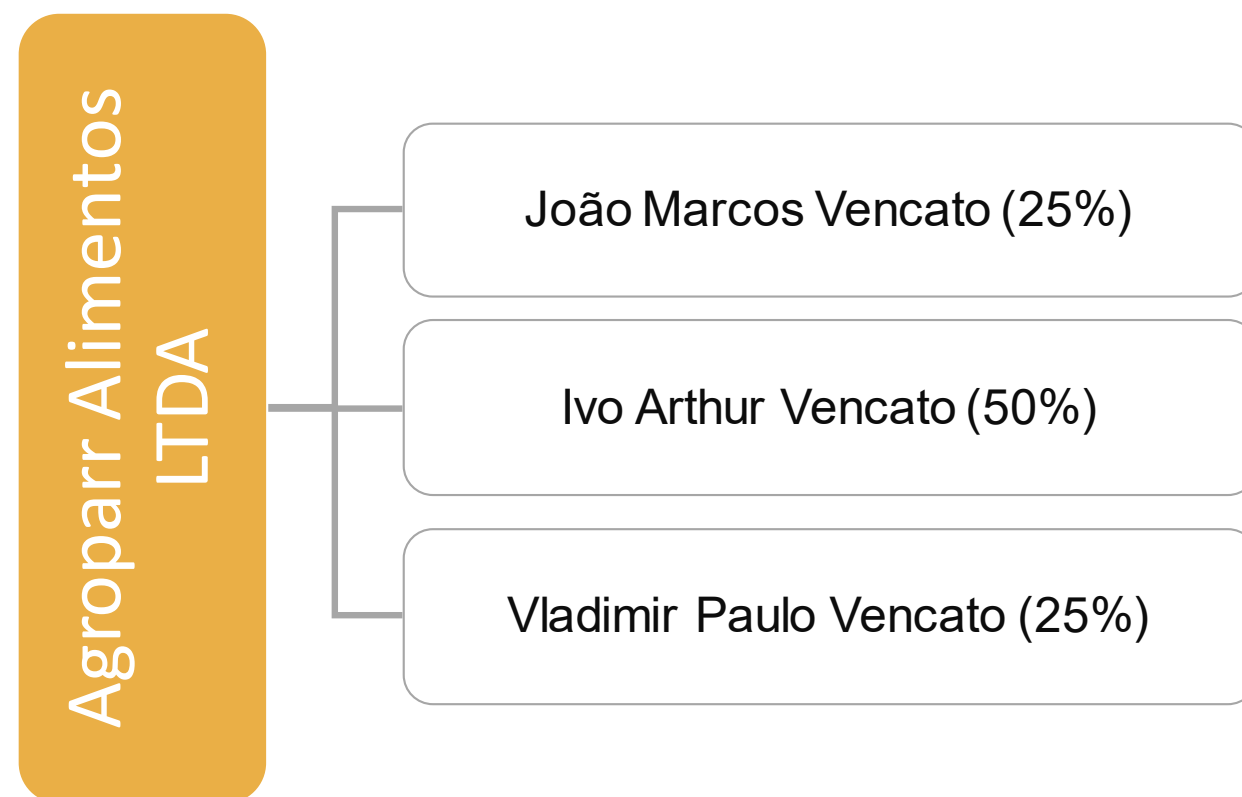 Agroparr Alimentos
LTDA
João Marcos Vencato (25%)
Ivo Arthur Vencato (50%)
Vladimir Paulo Vencato (25%)